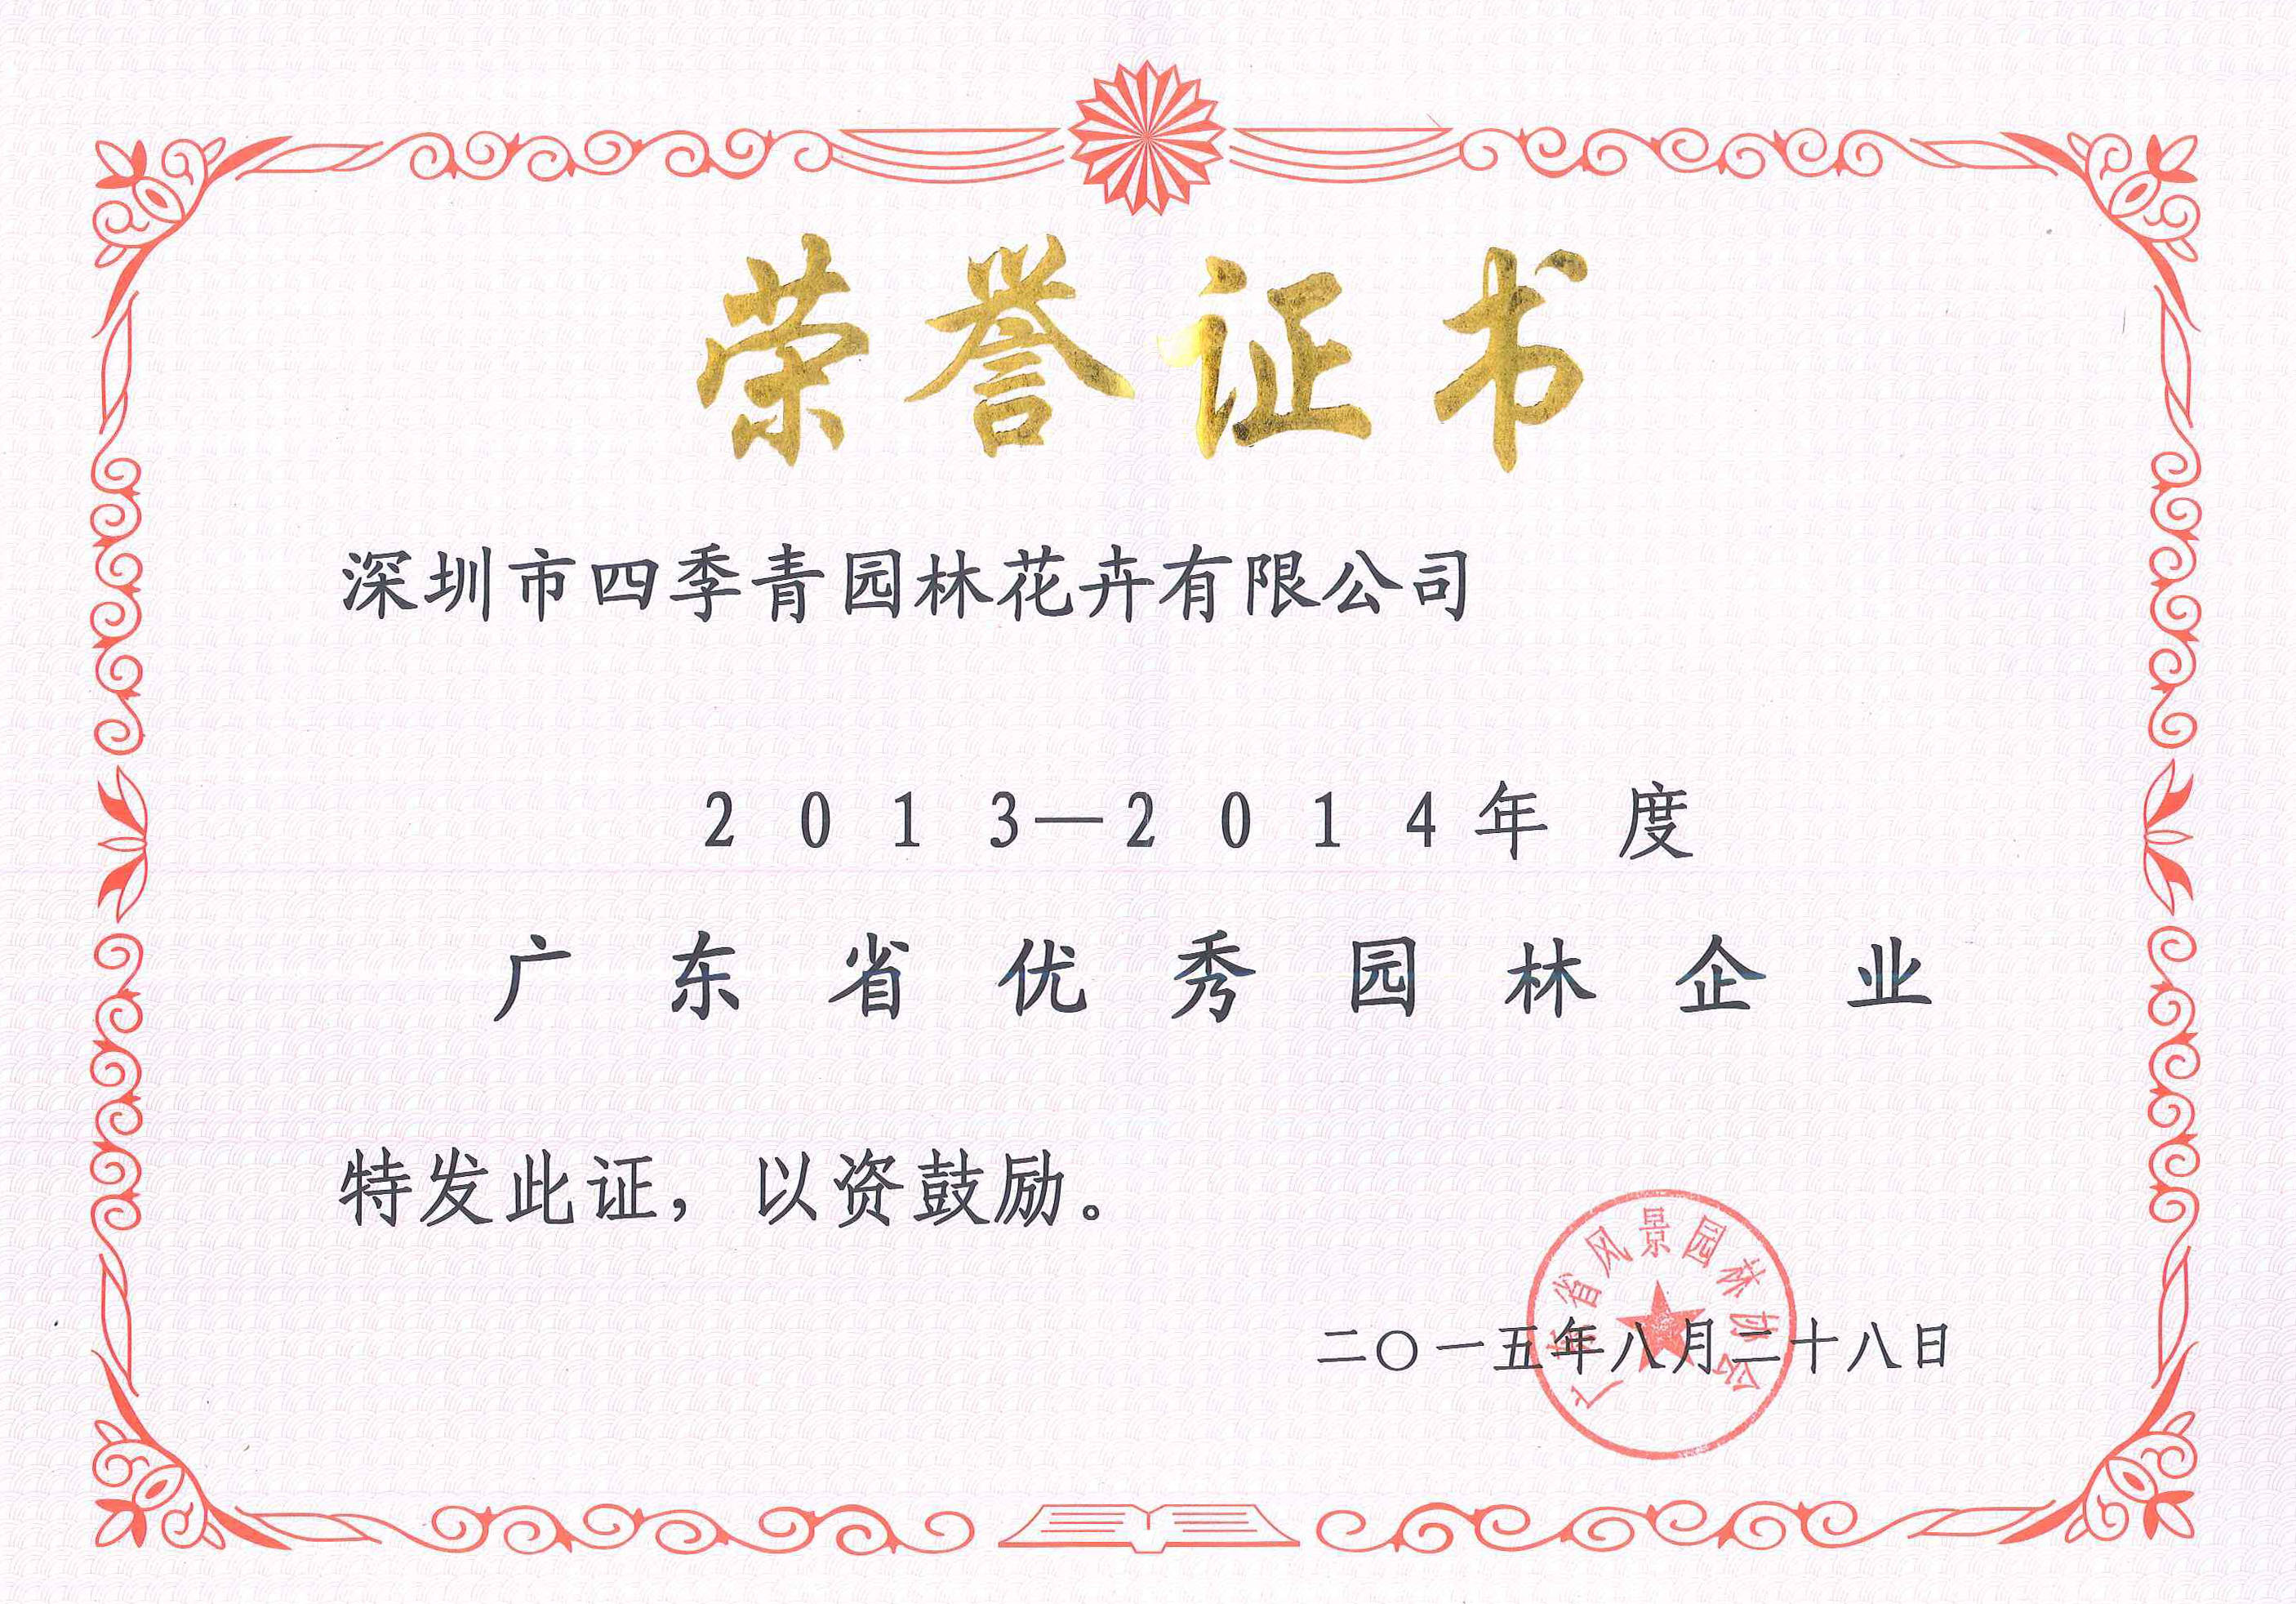 荣誉证书
深圳市四季青园林花卉有限公司
2013—2014年度
广东省优秀园林企业
特发此证，以资鼓励。
广东省风景园林协会
二〇一五年八月二十八日